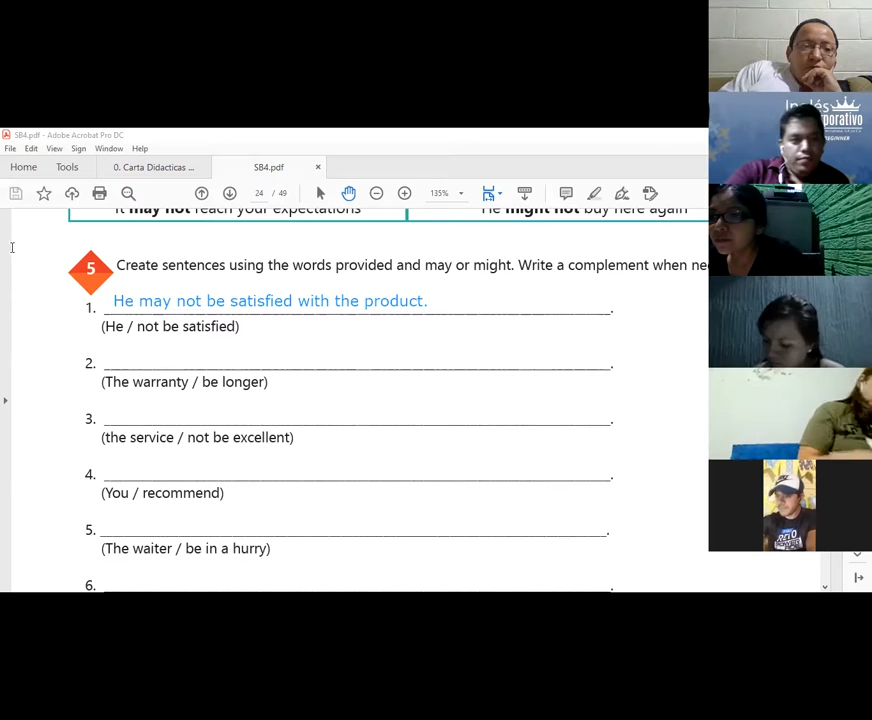 SB4.pdf - Adobe Acrobat Pro DC
File Edit View Sign Window Help
Home Tools 0. Carta Didacticas ... SB4.pdf ×
24 / 49 135%
It may not reach your expectations He might not buy here again
5 Create sentences using the words provided and may or might. Write a complement when ne
1. He may not be satisfied with the product.
(He / not be satisfied)
2. .
(The warranty / be longer)
3. .
(the service / not be excellent)
4. .
(You / recommend)
5. .
(The waiter / be in a hurry)
6. .